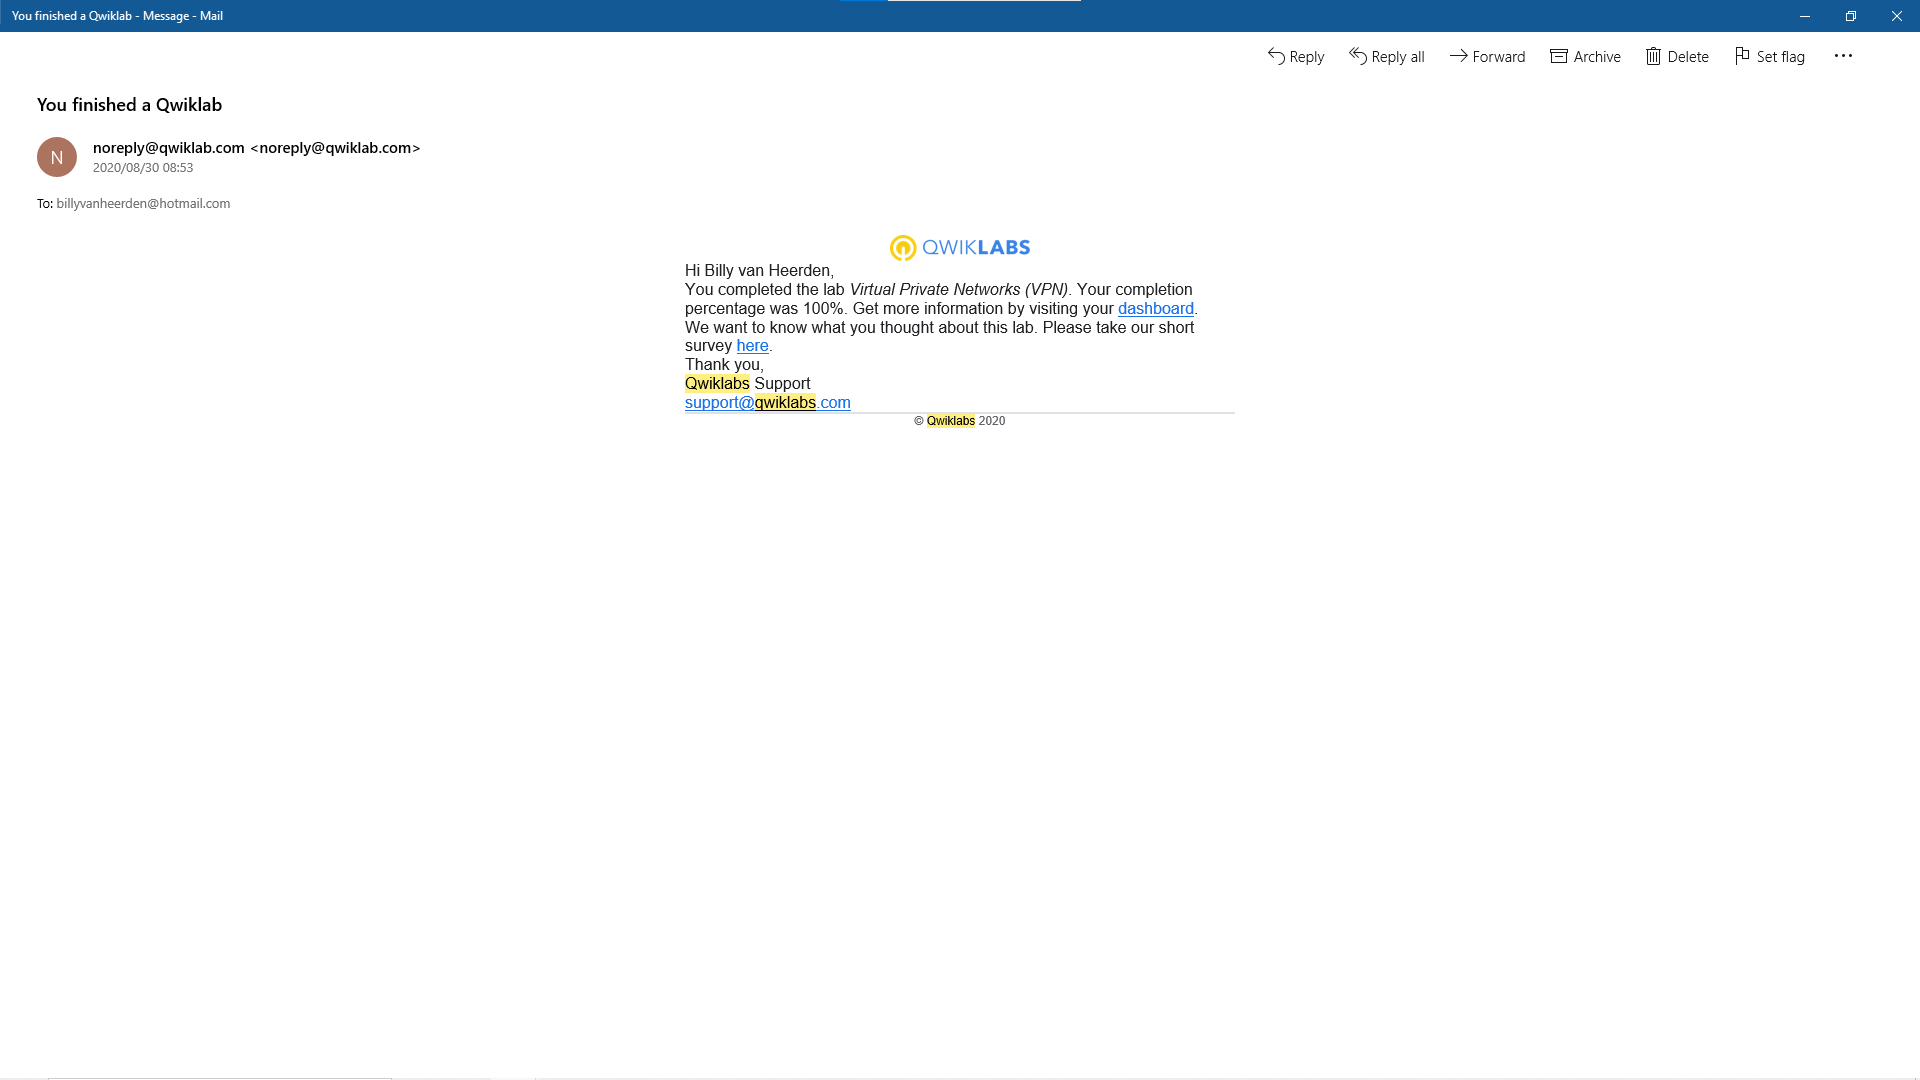 You finished a Qwiklab - Message - Mail
Reply
Reply all
Forward
Archive
Delete
Set flag
You finished a Qwiklab
N
noreply@qwiklab.com <noreply@qwiklab.com>
2020/08/30 08:53
To: billyvanheerden@hotmail.com
QWIKLABS
Hi Billy van Heerden,
You completed the lab Virtual Private Networks (VPN). Your completion
percentage was 100%. Get more information by visiting your dashboard.
We want to know what you thought about this lab. Please take our short
survey here.
Thank you,
Qwiklabs Support
support@qwiklabs.com
© Qwiklabs 2020